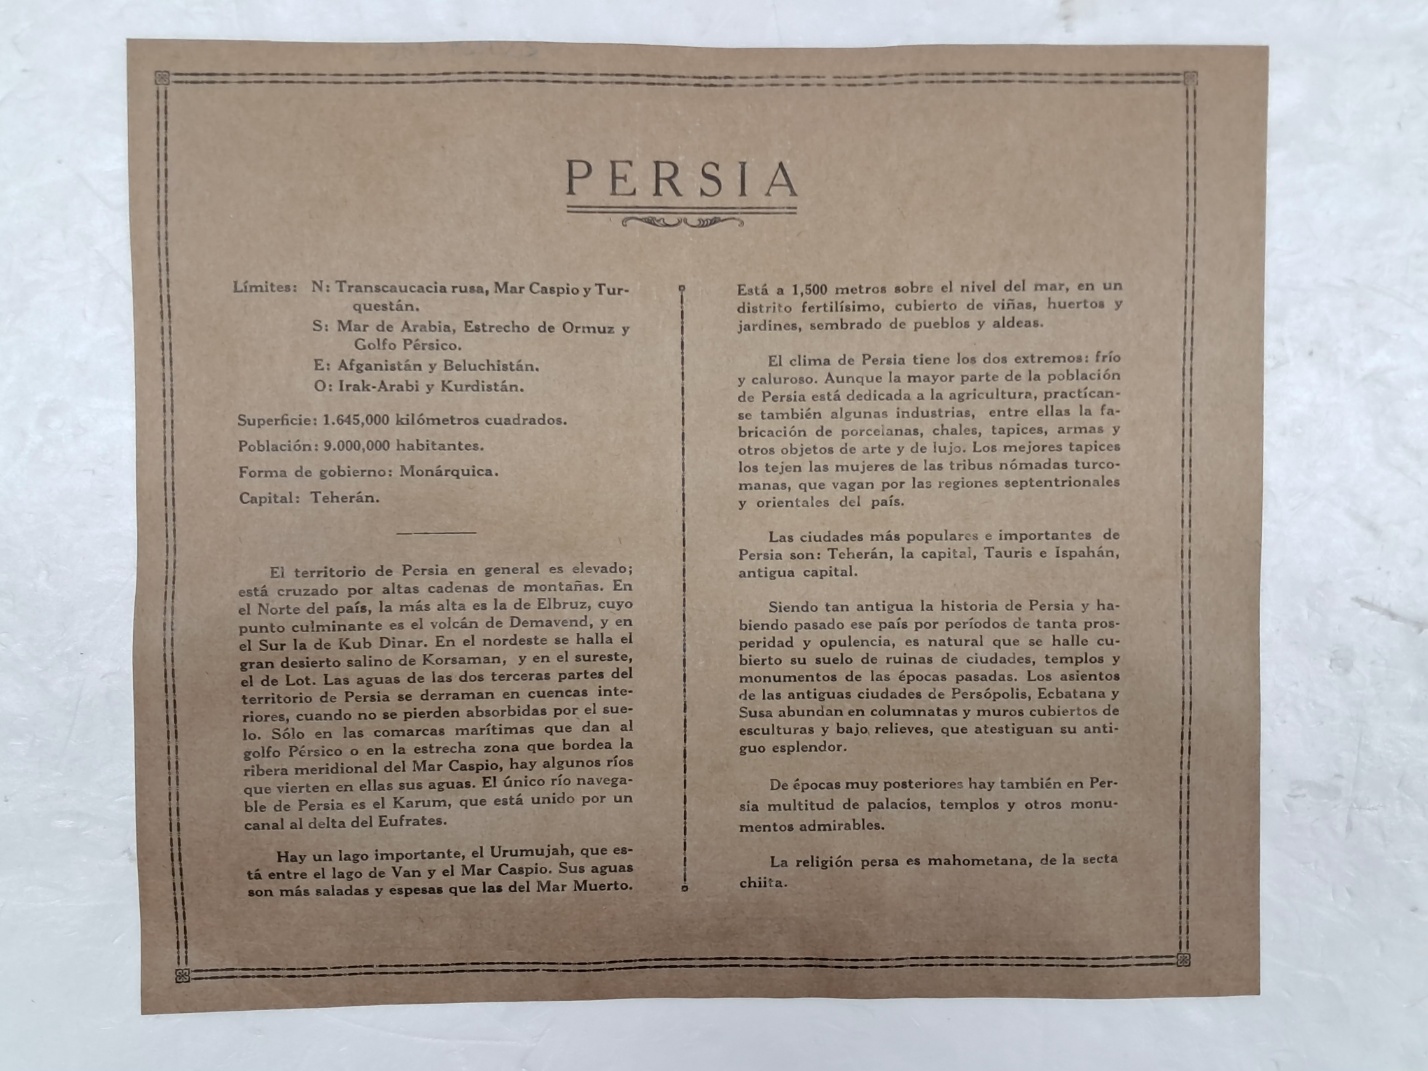 PERSIA
Límites: N: Transcaucacia rusa, Mar Caspio y Tur-
questán.
S: Mar de Arabia, Estrecho de Ormuz y
Golfo Pérsico.
E: Afganistán y Beluchistán.
O: Irak-Arabi y Kurdistán.
Superficie: 1.645,000 kilómetros cuadrados.
Población: 9.000,000 habitantes.
Forma de gobierno: Monárquica.
Capital: Teherán.
El territorio de Persia en general es elevado;
está cruzado por altas cadenas de montañas. En
el Norte del país, la más alta es la de Elbruz, cuyo
punto culminante es el volcán de Demavend, y en
el Sur la de Kub Dinar. En el nordeste se halla el
gran desierto salino de Korsaman, y en el sureste,
el de Lot. Las aguas de las dos terceras partes del
territorio de Persia se derraman en cuencas inte-
riores, cuando no se pierden absorbidas por el sue-
lo. Sólo en las comarcas marítimas que dan al
golfo Pérsico o en la estrecha zona que bordea la
ribera meridional del Mar Caspio, hay algunos ríos
que vierten en ellas sus aguas. El único río navega-
ble de Persia es el Karum, que está unido por un
canal al delta del Eufrates.
Hay un lago importante, el Urumujah, que es-
tá entre el lago de Van y el Mar Caspio. Sus aguas
son más saladas y espesas que las del Mar Muerto.
Está a 1,500 metros sobre el nivel del mar, en un
distrito fertilísimo, cubierto de viñas, huertos y
jardines, sembrado de pueblos y aldeas.
El clima de Persia tiene los dos extremos: frío
y caluroso. Aunque la mayor parte de la población
de Persia está dedicada a la agricultura, practícan-
se también algunas industrias, entre ellas la fa-
bricación de porcelanas, chales, tapices, armas y
otros objetos de arte y de lujo. Los mejores tapices
los tejen las mujeres de las tribus nómadas turco-
manas, que vagan por las regiones septentrionales
y orientales del país.
Las ciudades más populares e importantes de
Persia son: Teherán, la capital, Tauris e Ispahán,
antigua capital.
Siendo tan antigua la historia de Persia y ha-
biendo pasado ese país por períodos de tanta pros-
peridad y opulencia, es natural que se halle cu-
bierto su suelo de ruinas de ciudades, templos y
monumentos de las épocas pasadas. Los asientos
de las antiguas ciudades de Persópolis, Ecbatana y
Susa abundan en columnatas y muros cubiertos de
esculturas y bajo relieves, que atestiguan su anti-
guo esplendor.
De épocas muy posteriores hay también en Per-
sia multitud de palacios, templos y otros monu-
mentos admirables.
La religión persa es mahometana, de la secta
chiita.